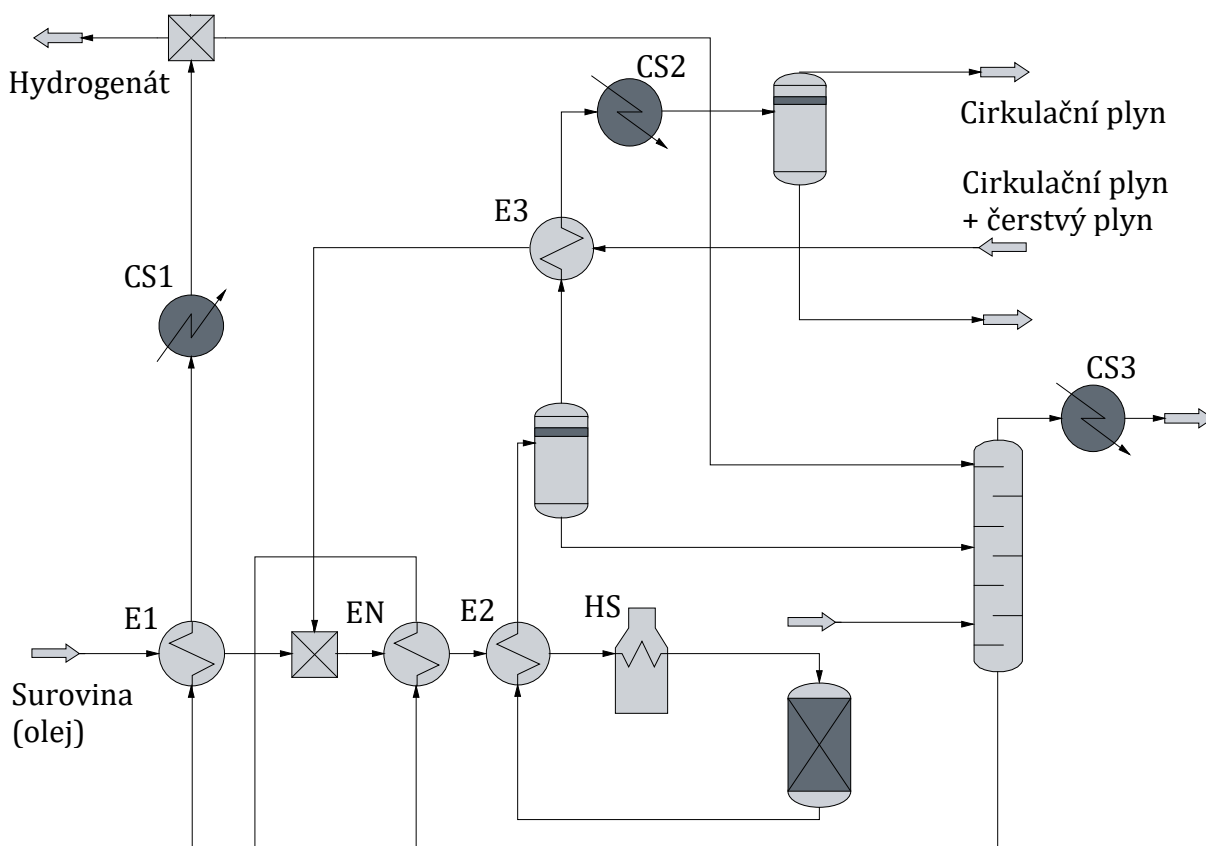 Hydrogenát
CS2
Cirkulační plyn
Cirkulační plyn
+ čerstvý plyn
E3
CS1
CS3
E1
EN
E2
HS
Surovina
(olej)